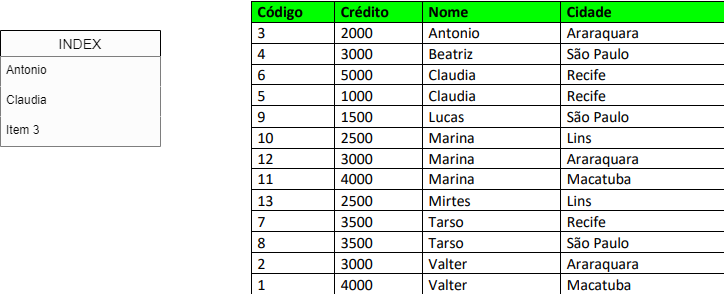 INDEX
Antonio
Claudia
Item 3
Código Crédito Nome Cidade
3 2000 Antonio Araraquara
4 3000 Beatriz São Paulo
6 5000 Claudia Recife
5 1000 Claudia Recife
9 1500 Lucas São Paulo
10 2500 Marina Lins
12 3000 Marina Araraquara
11 4000 Marina Macatuba
13 2500 Mirtes Lins
7 3500 Tarso Recife
8 3500 Tarso São Paulo
2 3000 Valter Araraquara
1 4000 Valter Macatuba